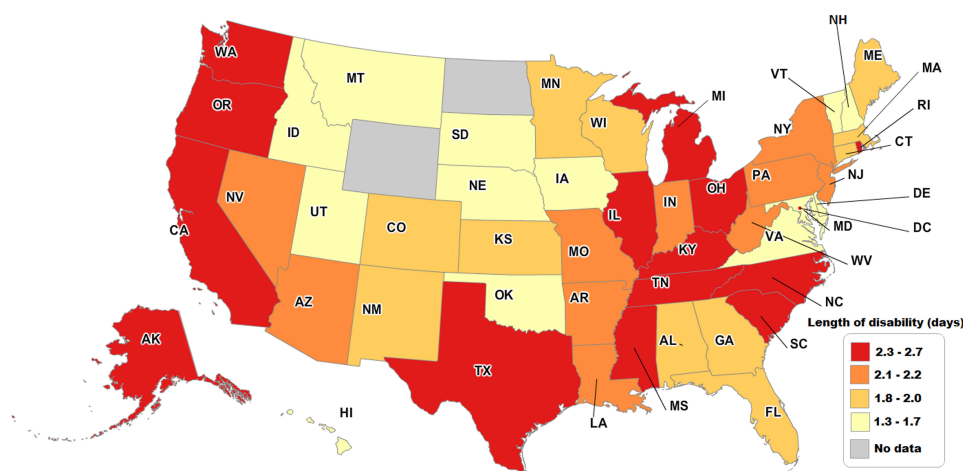 NH
WA
ME
MT
MN
MA
VT
MI
OR
RI
NY
ID
WI
SD
CT
PA
IA
NJ
NE
OH
NV
IN
DE
IL
UT
MD
CO
DC
CA
KS
VA
MO
KY
WV
TN
OK
NC
AZ
AR
NM
Length of disability (days)
AK
AL
GA
SC
2.3 - 2.7
TX
2.1 - 2.2
MS
1.8 - 2.0
HI
LA
FL
1.3 - 1.7
No data